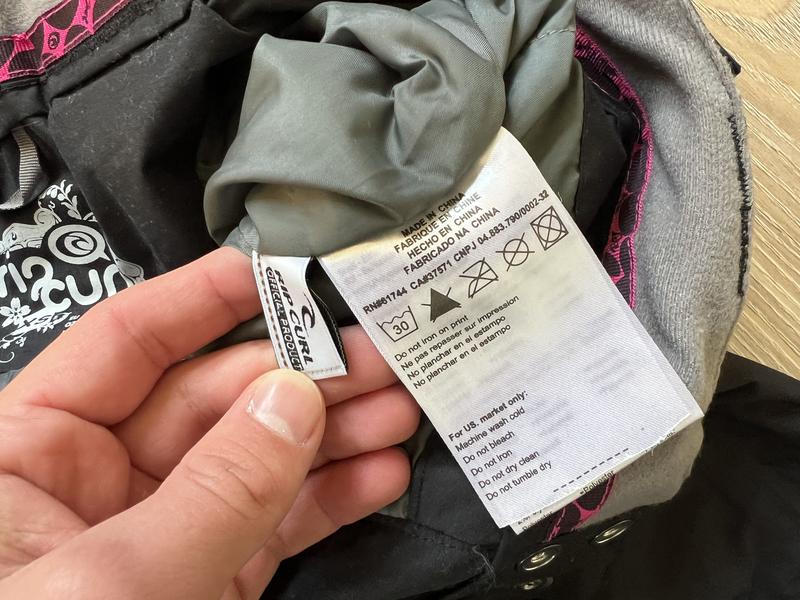 RIP CURL
RIP CURL
OFFICIAL PRODUCT
MADE IN CHINA
FABRIQUE EN CHINE
HECHO EN CHINA
FABRICADO NA CHINA
RN#61744 CA#37571 CNPJ 04.883.790/0002-32
30
Do not iron on print
Ne pas repasser sur impression
No planchar en el estampo
No planchar en el estampo
For US. market only:
Machine wash cold
Do not bleach
Do not iron
Do not dry clean
Do not tumble dry